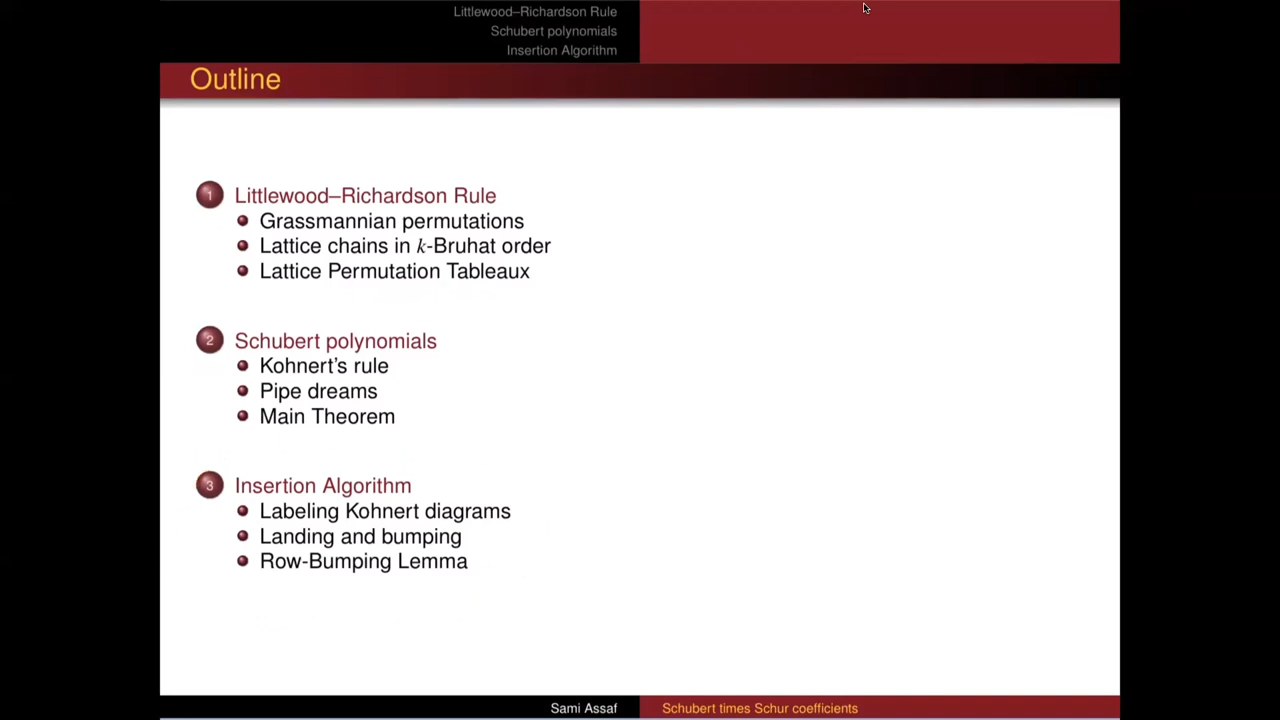 Littlewood–Richardson Rule
Schubert polynomials
Insertion Algorithm
Outline
1 Littlewood–Richardson Rule
Grassmannian permutations
Lattice chains in k-Bruhat order
Lattice Permutation Tableaux
2 Schubert polynomials
Kohnert's rule
Pipe dreams
Main Theorem
3 Insertion Algorithm
Labeling Kohnert diagrams
Landing and bumping
Row-Bumping Lemma
Sami Assaf
Schubert times Schur coefficients